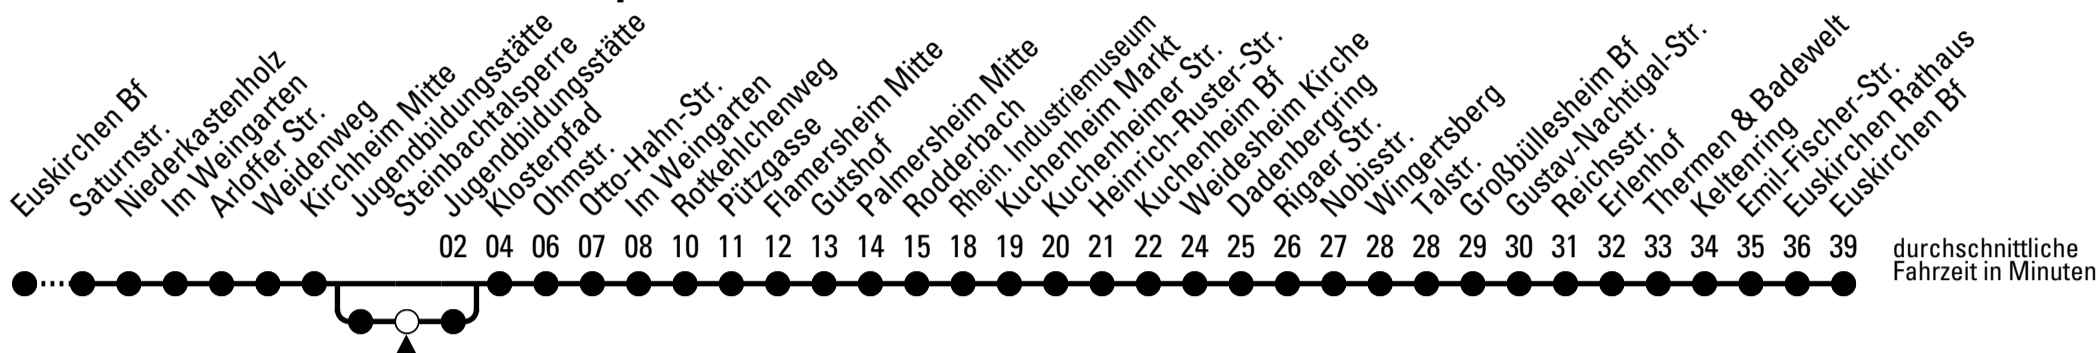 Euskirchen Bf
Saturnstr.
Niederkastenholz
Im Weingarten
Arloffer Str.
Weidenweg
Kirchheim Mitte
Jugendbildungsstätte
Steinbachtalsperre
Jugendbildungsstätte
Klosterpfad
Ohmstr.
Otto-Hahn-Str.
Im Weingarten
Rotkehlchenweg
Pützgasse
Flamersheim Mitte
Gutshof
Palmersheim Mitte
Rodderbach
Rhein. Industriemuseum
Kuchenheim Markt
Kuchenheimer Str.
Heinrich-Ruster-Str.
Kuchenheim Bf
Weidesheim Kirche
Dadenbergring
Rigaer Str.
Nobisstr.
Wingertsberg
Talstr.
Großbüllesheim Bf
Gustav-Nachtigal-Str.
Reichsstr.
Erlenhof
Thermen & Badewelt
Keltenring
Emil-Fischer-Str.
Euskirchen Rathaus
Euskirchen Bf
02 04 06 07 08 10 11 12 13 14 15 18 19 20 21 22 24 25 26 27 28 28 29 30 31 32 33 34 35 36 39
durchschnittliche
Fahrzeit in Minuten